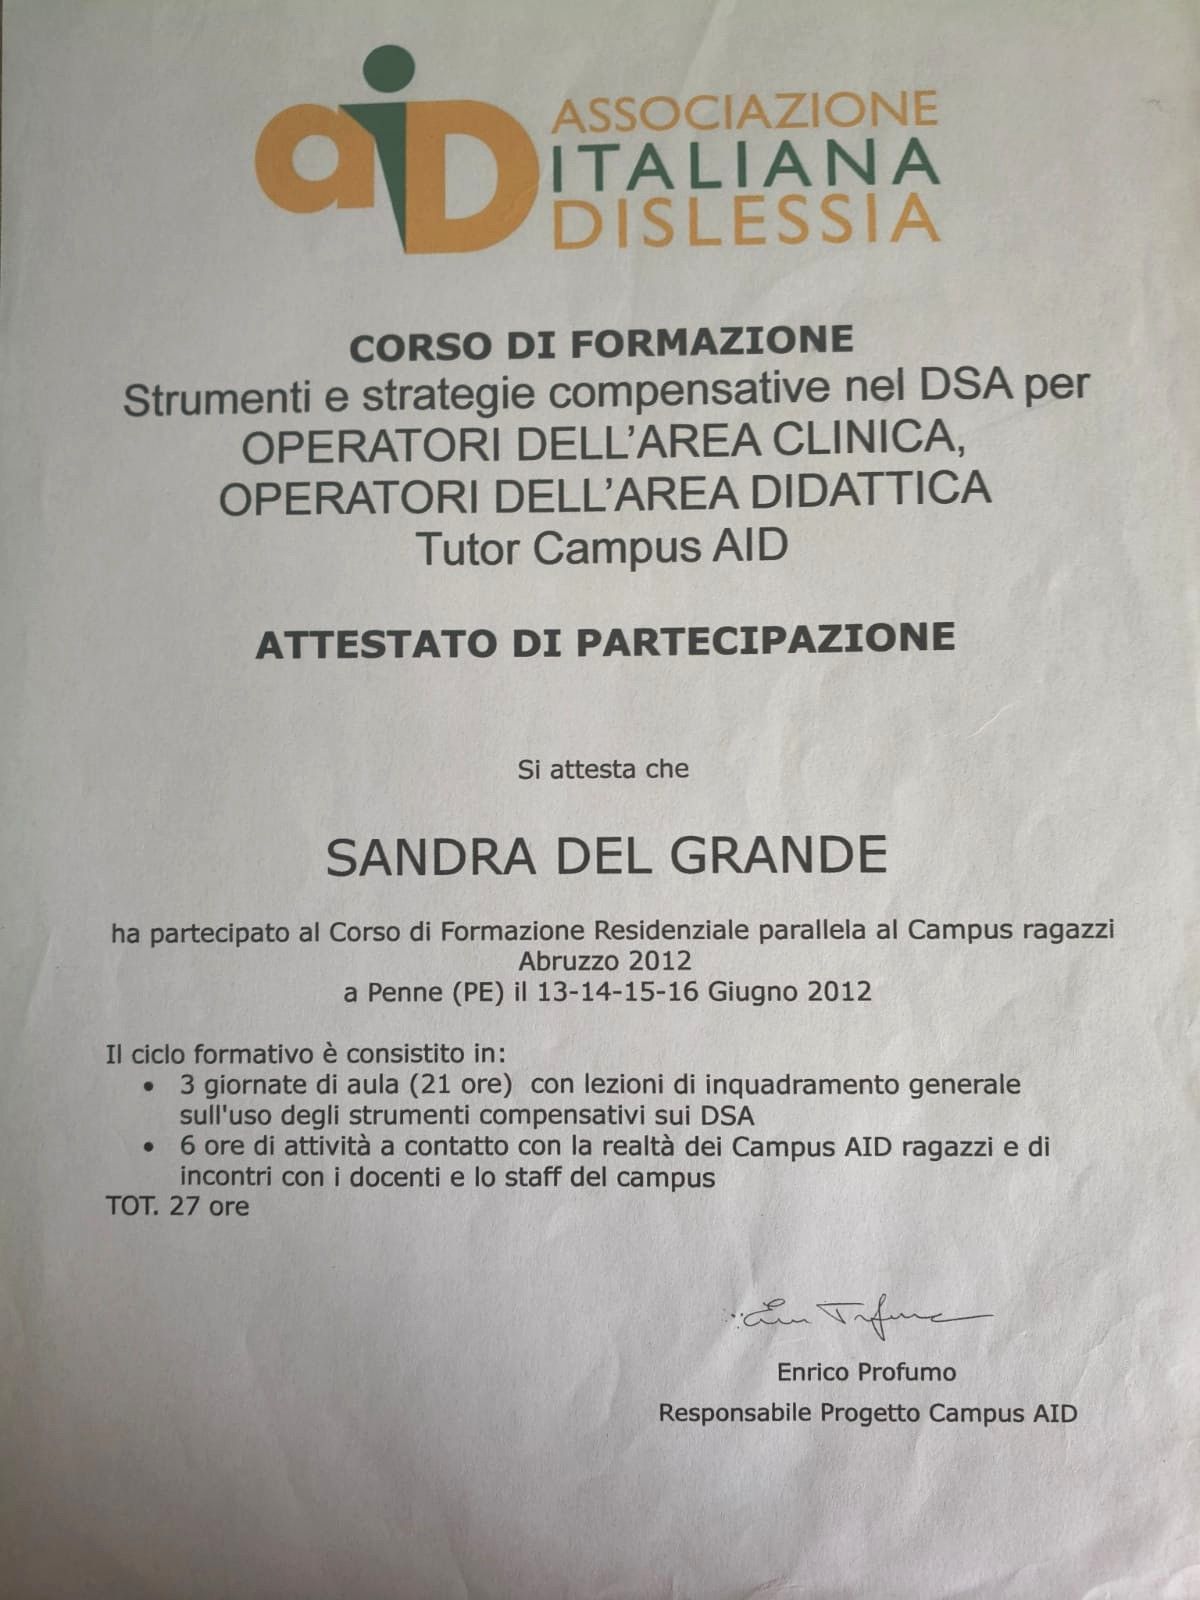 aiD ASSOCIAZIONE
ITALIANA
DISLESSIA
CORSO DI FORMAZIONE
Strumenti e strategie compensative nel DSA per
OPERATORI DELL'AREA CLINICA,
OPERATORI DELL'AREA DIDATTICA
Tutor Campus AID
ATTESTATO DI PARTECIPAZIONE
Si attesta che
SANDRA DEL GRANDE
ha partecipato al Corso di Formazione Residenziale parallela al Campus ragazzi
Abruzzo 2012
a Penne (PE) il 13-14-15-16 Giugno 2012
Il ciclo formativo è consistito in:
• 3 giornate di aula (21 ore) con lezioni di inquadramento generale
sull'uso degli strumenti compensativi sui DSA
• 6 ore di attività a contatto con la realtà dei Campus AID ragazzi e di
incontri con i docenti e lo staff del campus
TOT. 27 ore
Enrico Profumo
Responsabile Progetto Campus AID